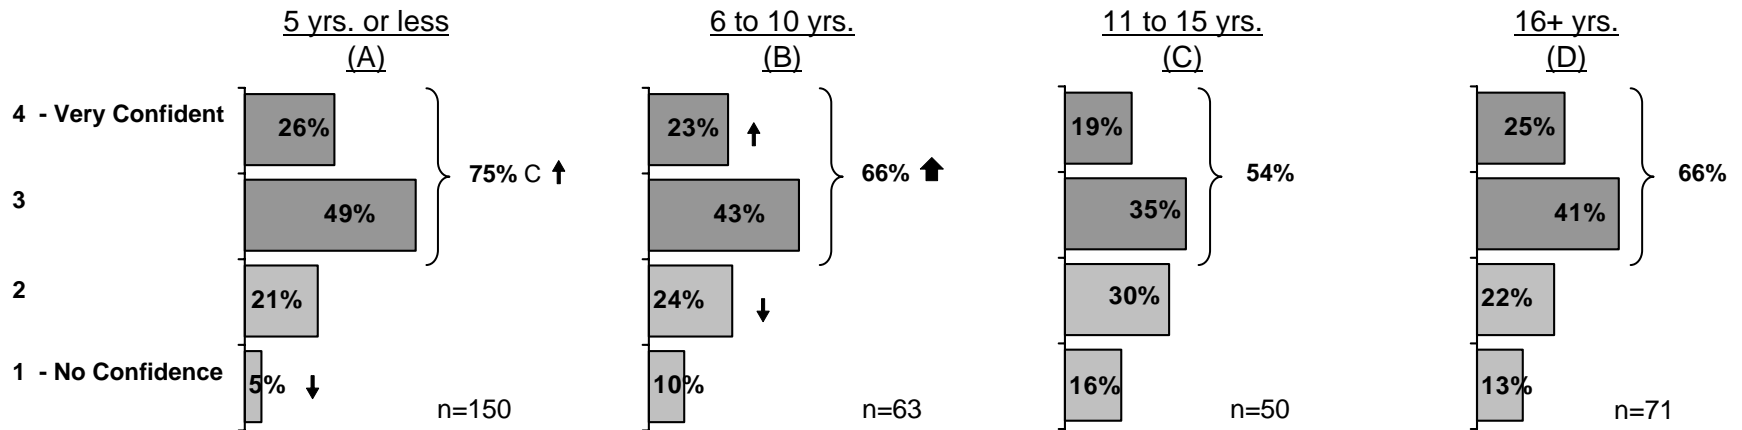 5 yrs. or less
(A)
6 to 10 yrs.
(B)
11 to 15 yrs.
(C)
16+ yrs.
(D)
4 - Very Confident
26%
23%
19%
25%
75% C
66%
54%
66%
3
49%
43%
35%
41%
2
21%
24%
30%
22%
1 - No Confidence
5%
10%
16%
13%
n=150
n=63
n=50
n=71